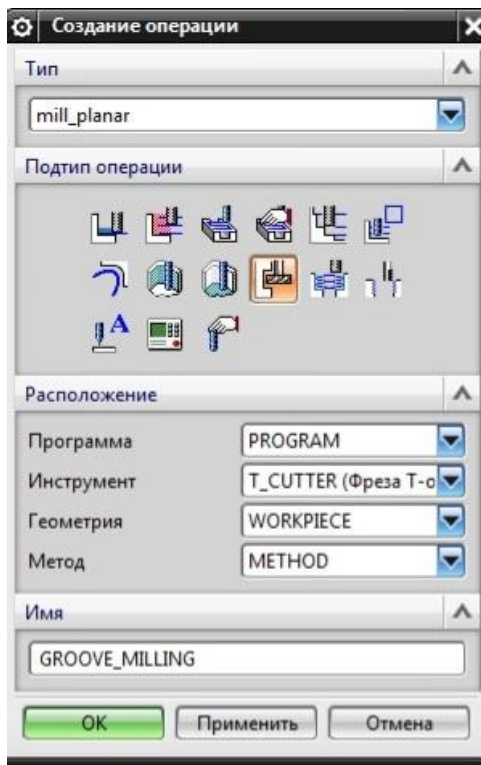 Создание операции
Тип
mill_planar
Подтип операции
A
Расположение
Программа PROGRAM
Инструмент T_CUTTER (Фреза Т-о
Геометрия WORKPIECE
Метод METHOD
Имя
GROOVE_MILLING
OK Применить Отмена